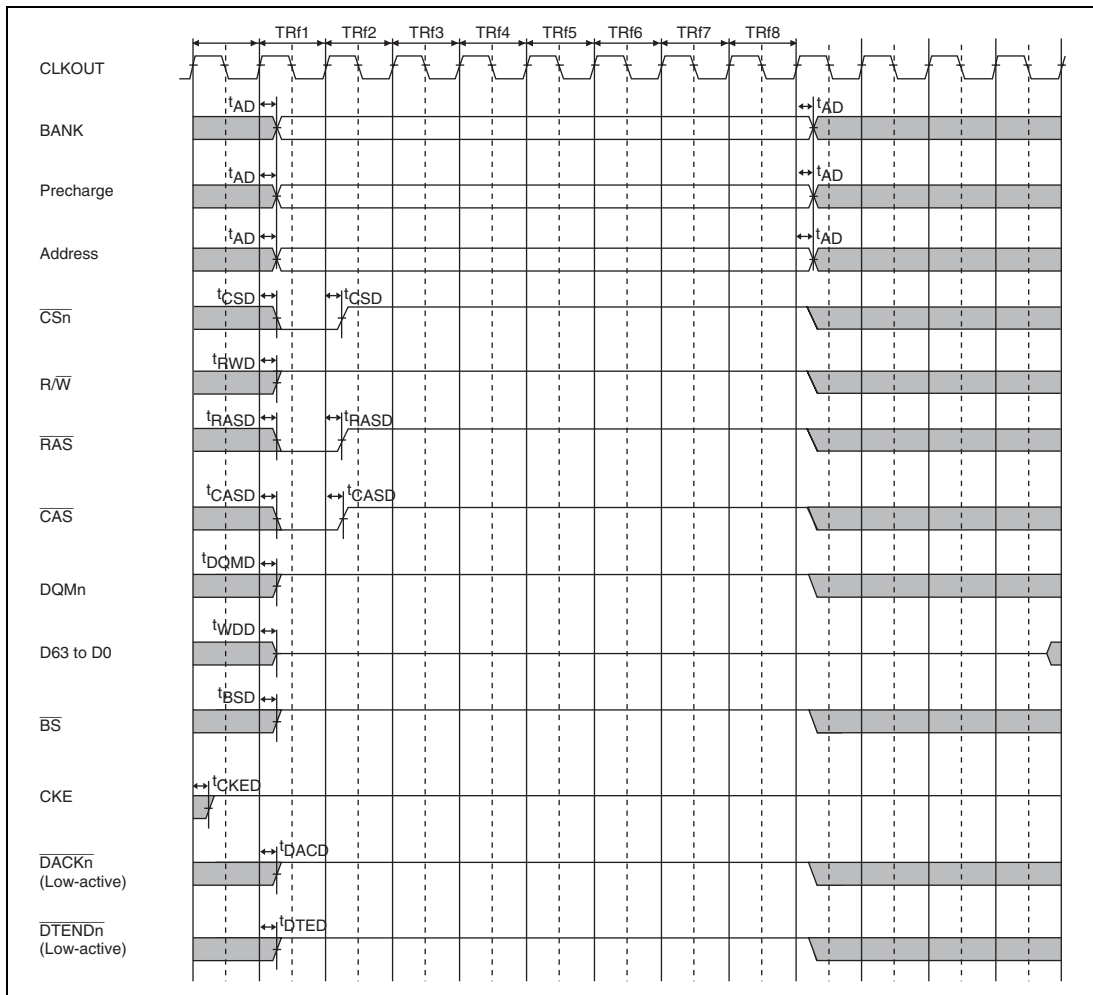 TRf1 TRf2 TRf3 TRf4 TRf5 TRf6 TRf7 TRf8
CLKOUT
tAD tAD
BANK
tAD tAD
Precharge
tAD tAD
Address
tCSD tCSD
CSn
tRWD
R/W
tRASD tRASD
RAS
tCASD tCASD
CAS
tDQMD
DQMn
tWDD
D63 to D0
tBSD
BS
tCKED
CKE
tDACD
DACKn
(Low-active)
tDTED
DTENDn
(Low-active)